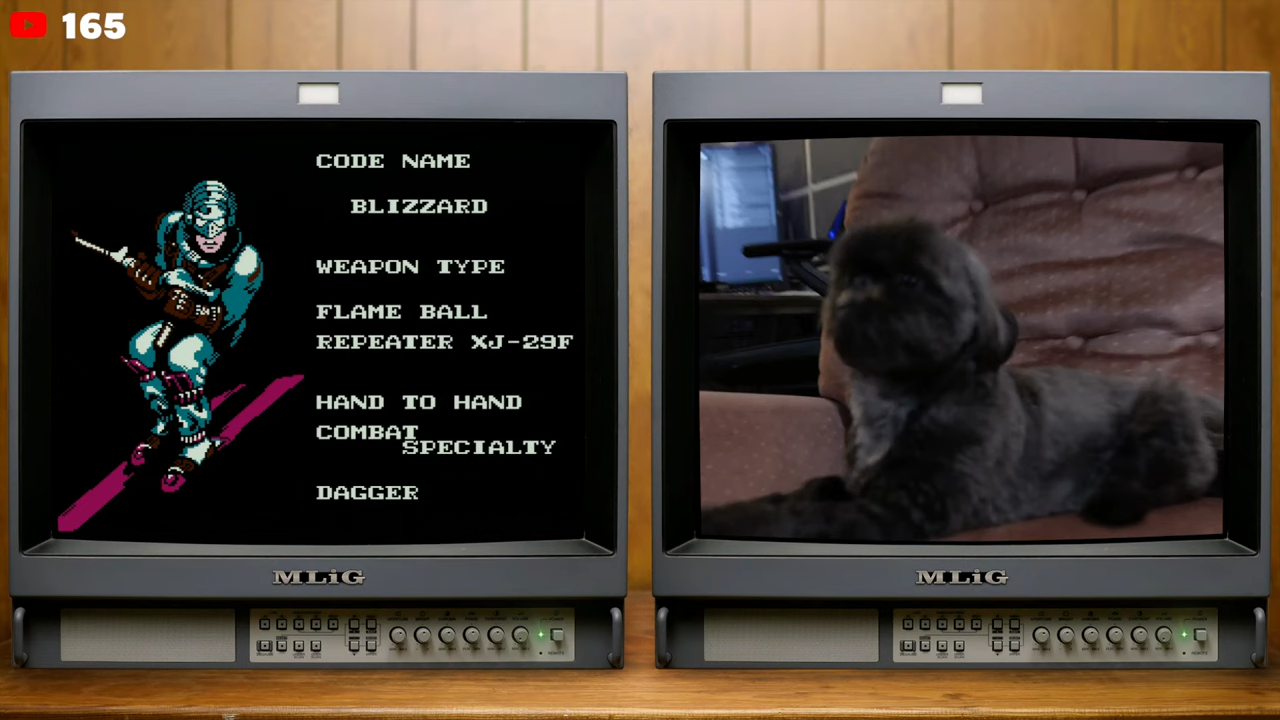 165
CODE NAME
BLIZZARD
WEAPON TYPE
FLAME BALL
REPEATER XJ-29F
HAND TO HAND
COMBAT
SPECIALTY
DAGGER
MLiG
MLiG